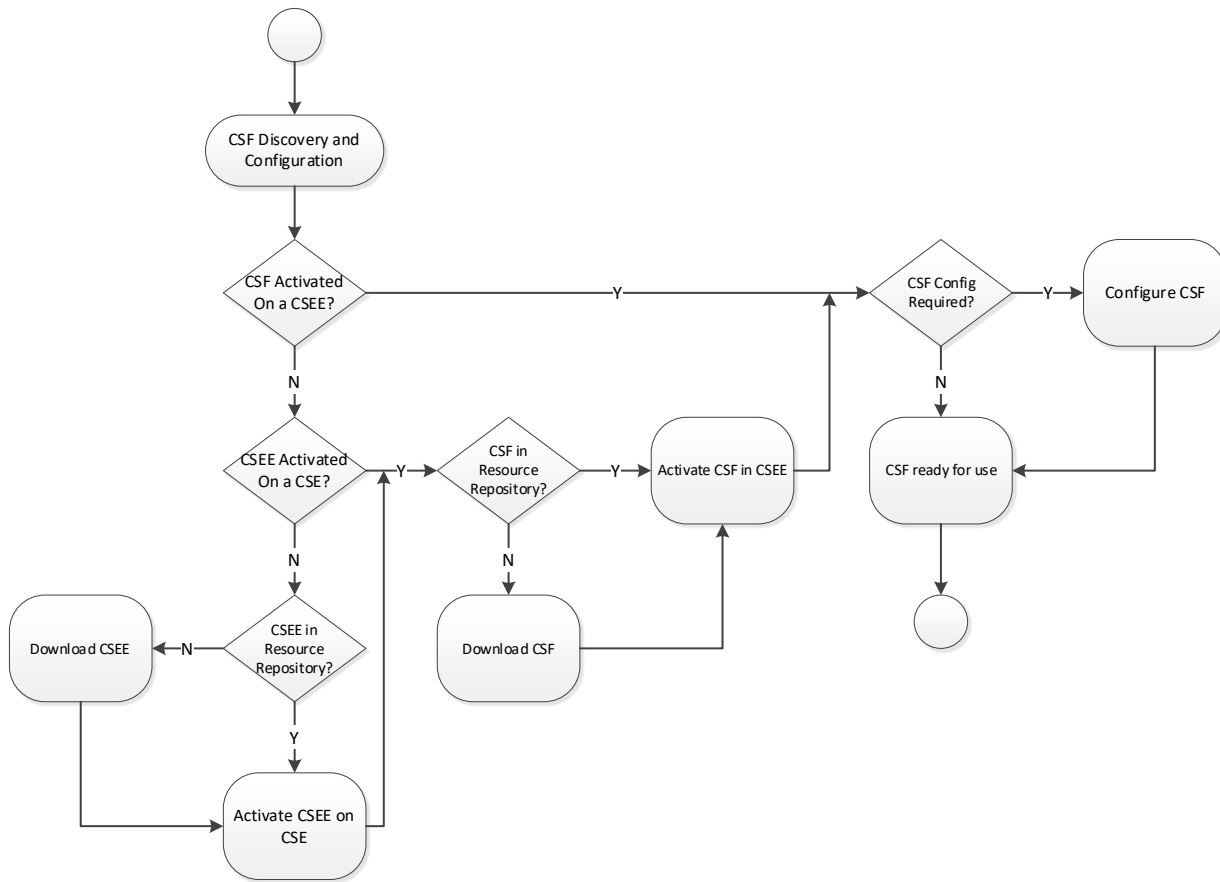 CSF Discovery and
Configuration
CSF Activated
On a CSEE?
Y
CSF Config
Required?
Y
Configure CSF
N
N
CSEE Activated
On a CSE?
Y
CSF in
Resource
Repository?
Y
Activate CSF in CSEE
CSF ready for use
N
N
Download CSEE
N
CSEE in
Resource
Repository?
Download CSF
Y
Activate CSEE on
CSE